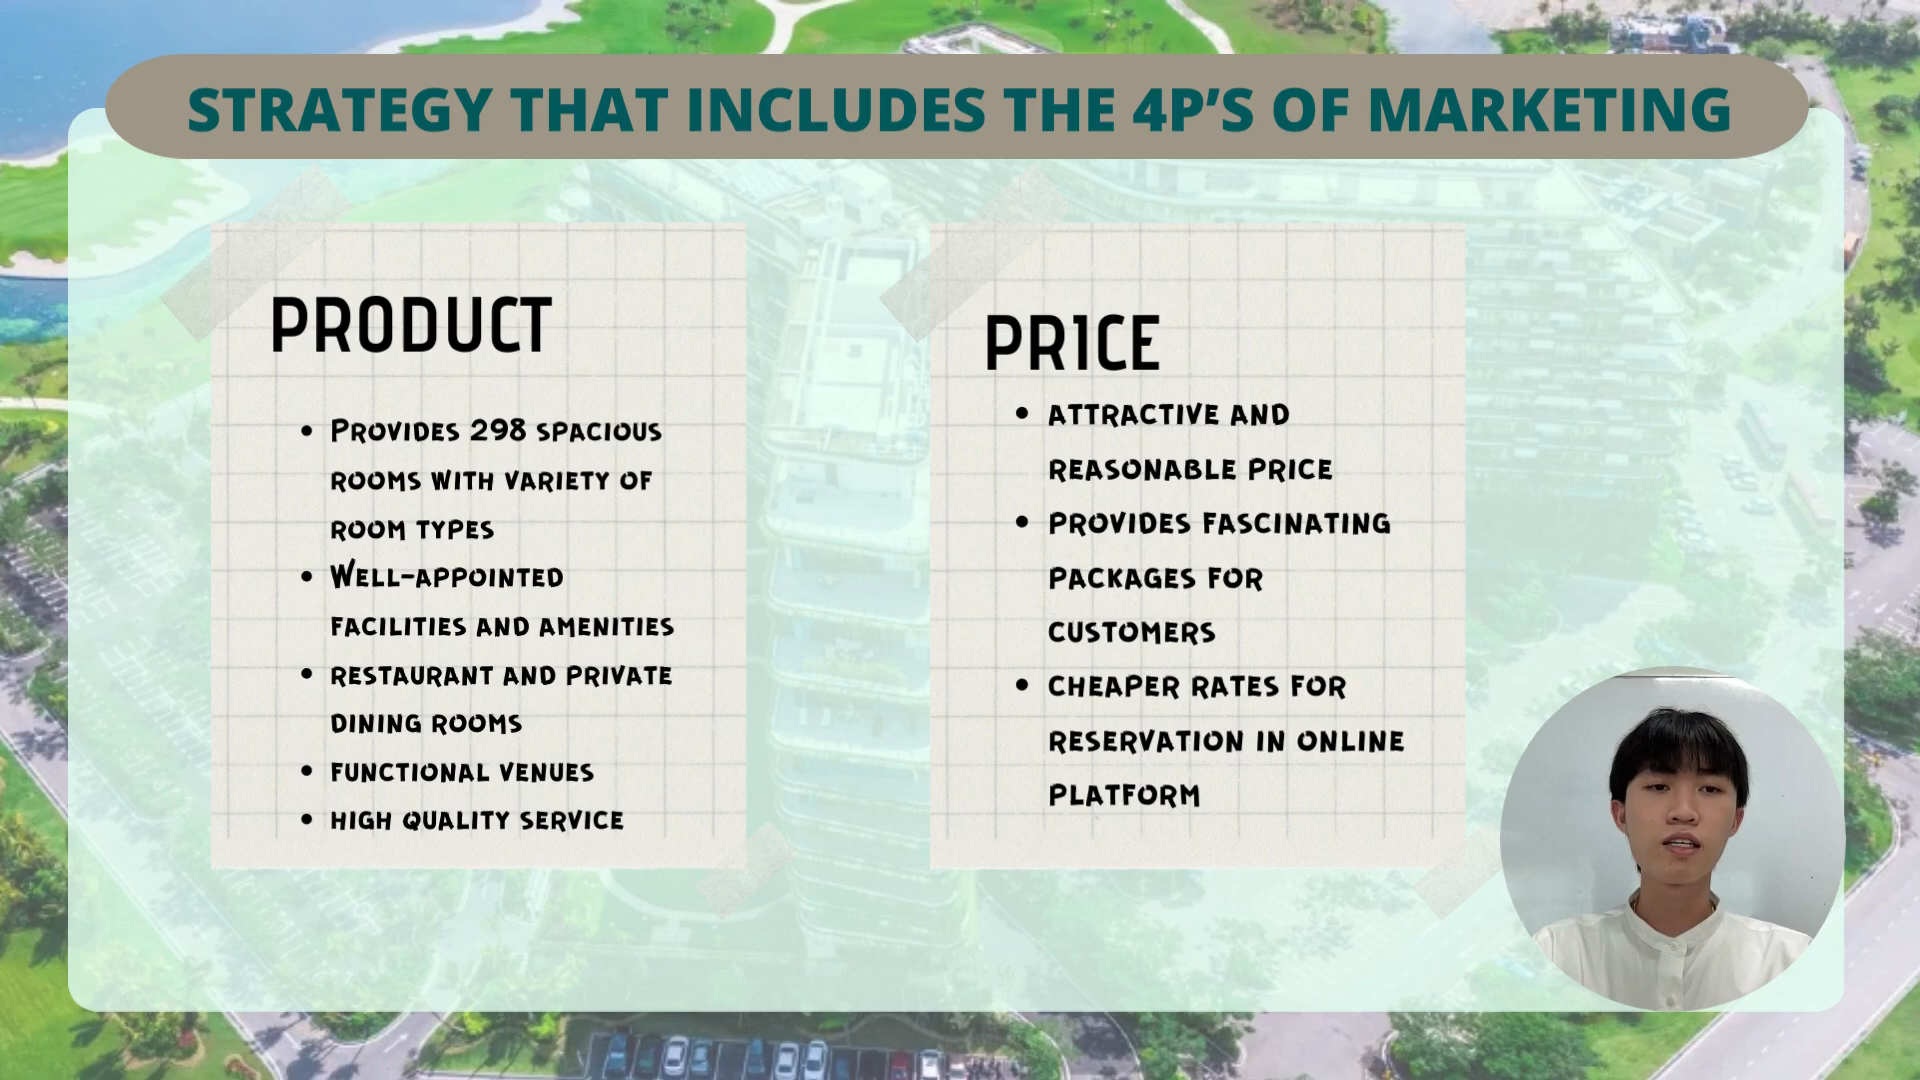 STRATEGY THAT INCLUDES THE 4P'S OF MARKETING
PRODUCT
• Provides 298 spacious
rooms with variety of
room types
• Well-appointed
facilities and amenities
• restaurant and private
dining rooms
• functional venues
• high quality service
PRICE
• attractive and
reasonable price
• provides fascinating
packages for
customers
• cheaper rates for
reservation in online
platform